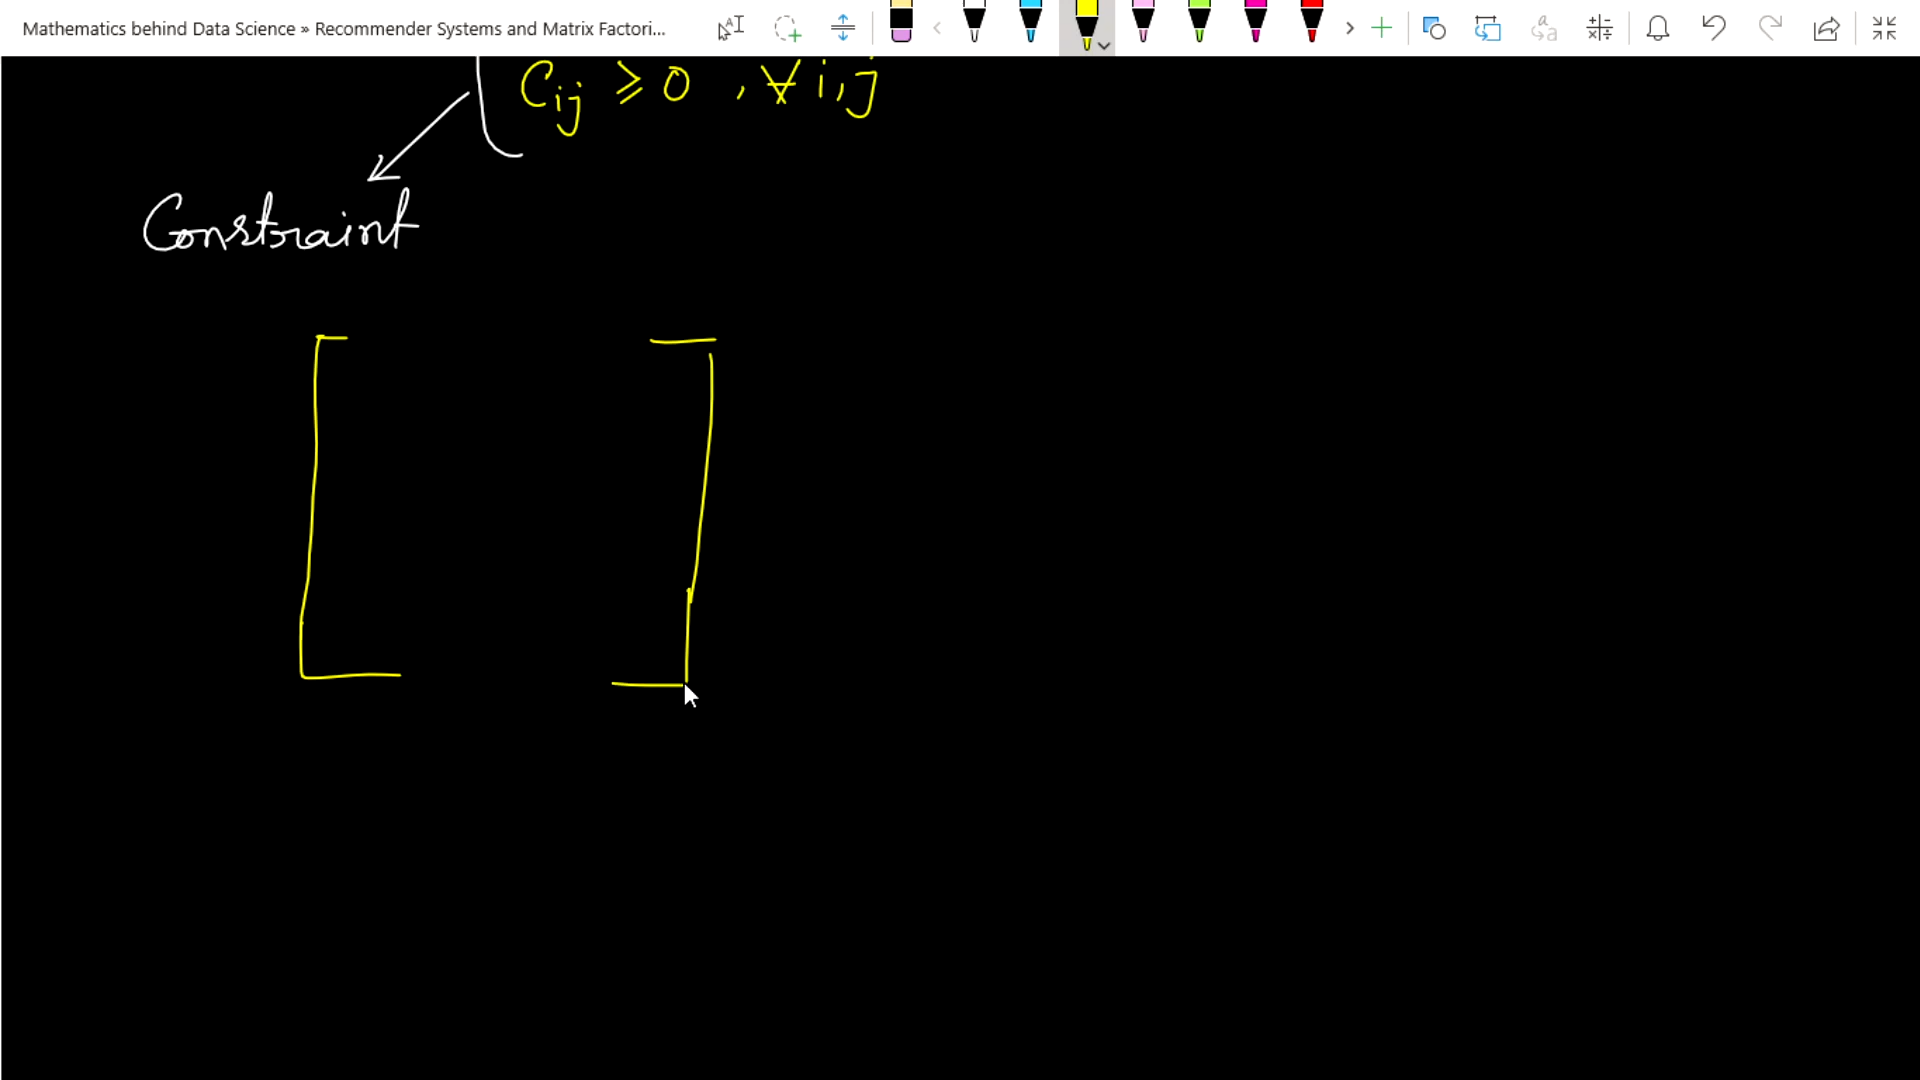 Mathematics behind Data Science » Recommender Systems and Matrix Factori...
Cij ⩾ 0 , ∀ i, j
Constraint